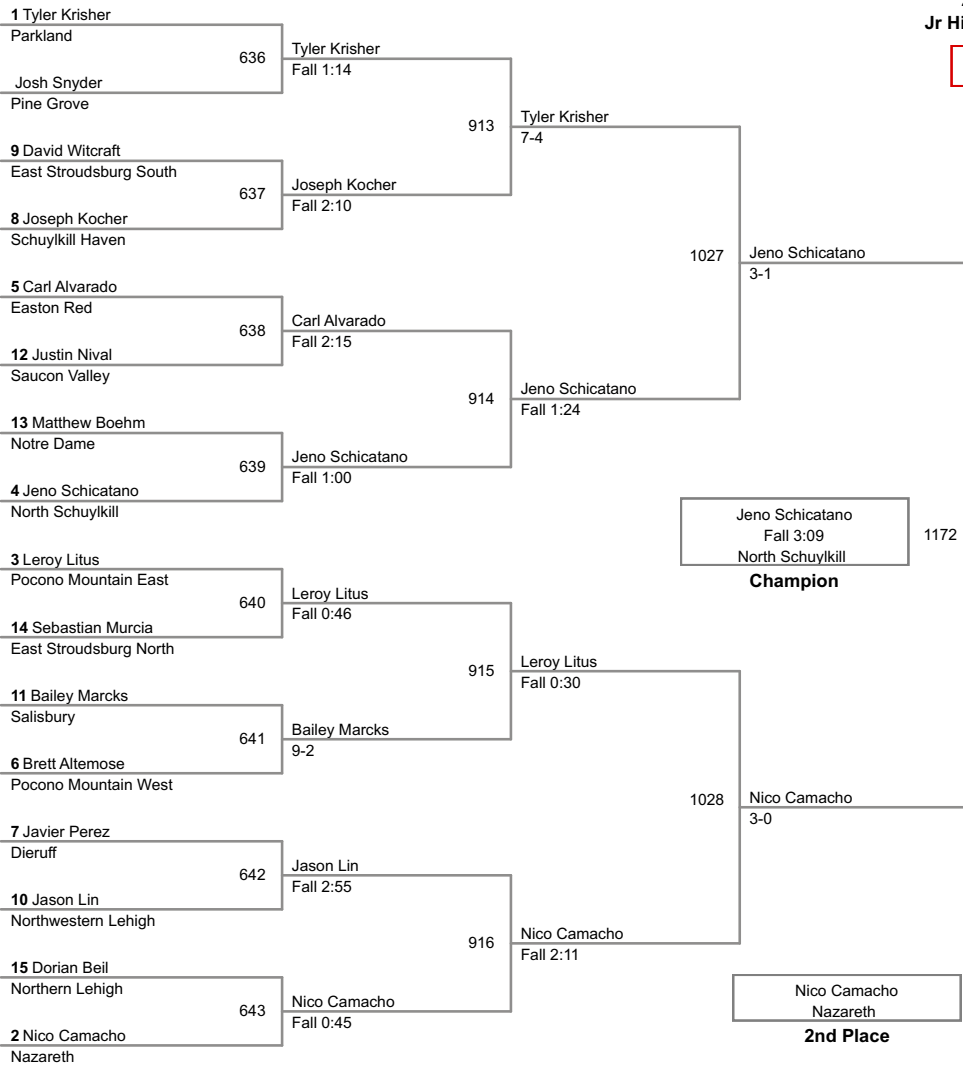 Jr Hi
1 Tyler Krisher
Parkland
636
Josh Snyder
Pine Grove
Tyler Krisher
Fall 1:14
913
9 David Witcraft
East Stroudsburg South
637
8 Joseph Kocher
Schuylkill Haven
Joseph Kocher
Fall 2:10
Tyler Krisher
7-4
1027
5 Carl Alvarado
Easton Red
638
12 Justin Nival
Saucon Valley
Carl Alvarado
Fall 2:15
914
13 Matthew Boehm
Notre Dame
639
4 Jeno Schicatano
North Schuylkill
Jeno Schicatano
Fall 1:00
Jeno Schicatano
Fall 1:24
Jeno Schicatano
3-1
Jeno Schicatano
Fall 3:09
North Schuylkill
Champion
1172
3 Leroy Litus
Pocono Mountain East
640
14 Sebastian Murcia
East Stroudsburg North
Leroy Litus
Fall 0:46
915
11 Bailey Marcks
Salisbury
641
6 Brett Altemose
Pocono Mountain West
Bailey Marcks
9-2
Leroy Litus
Fall 0:30
1028
7 Javier Perez
Dieruff
642
10 Jason Lin
Northwestern Lehigh
Jason Lin
Fall 2:55
916
15 Dorian Beil
Northern Lehigh
643
2 Nico Camacho
Nazareth
Nico Camacho
Fall 0:45
Nico Camacho
Fall 2:11
Nico Camacho
3-0
Nico Camacho
Nazareth
2nd Place